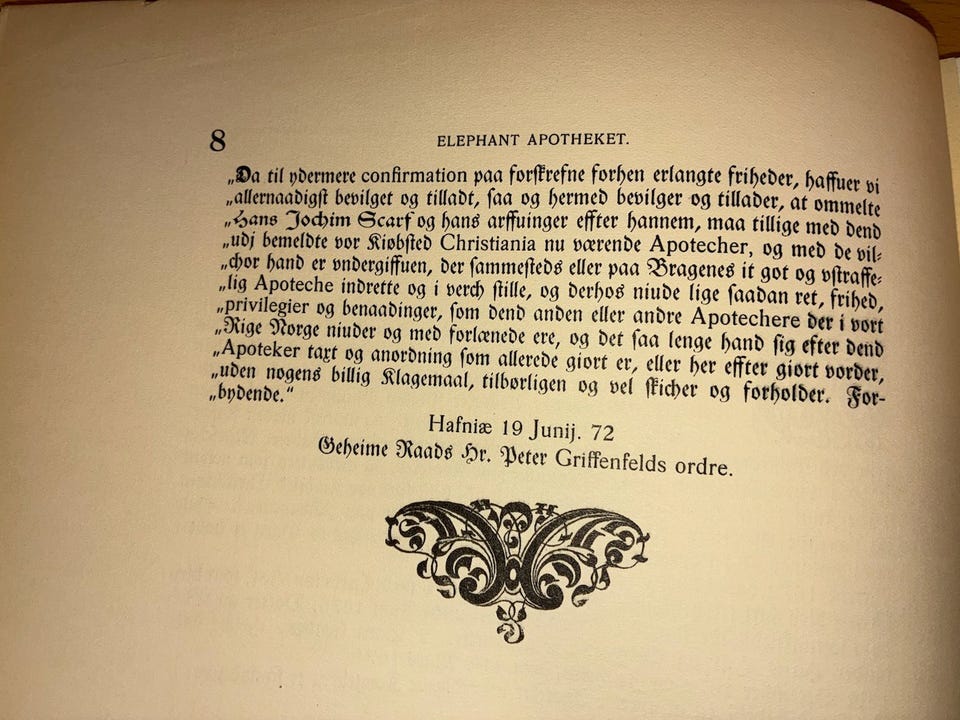 8
ELEPHANT APOTHEKET.
„Da til ydermere confirmation paa forskrefne forhen erlangte friheder, haffuer vi
„allernaadigst bevilget og tilladt, saa og hermed bevilger og tillader, at ommelte
„Hans Jochim Scarf og hans arffuinger effter hannem, maa tillige med dend
„udj bemeldte vor Kiøbsted Christiania nu værende Apotecher, og med de vil-
„chor hand er vndergiffuen, der sammesteds eller paa Bragenes it got og vstraffe-
„lig Apoteche indrette og i verch stille, og derhos niude lige saadan ret, frihed,
„privilegier og benaadinger, som dend anden eller andre Apotechere der i vort
„Rige Norge niuder og med forlænede ere, og det saa lenge hand sig efter dend
„Apoteker taxt og anordning som allerede giort er, eller her effter giort vorder,
„uden nogens billig Klagemaal, tilbørligen og vel skicher og forholder. For-
„bydende."
Hafniæ 19 Junij. 72
Geheime Raads Hr. Peter Griffenfelds ordre.